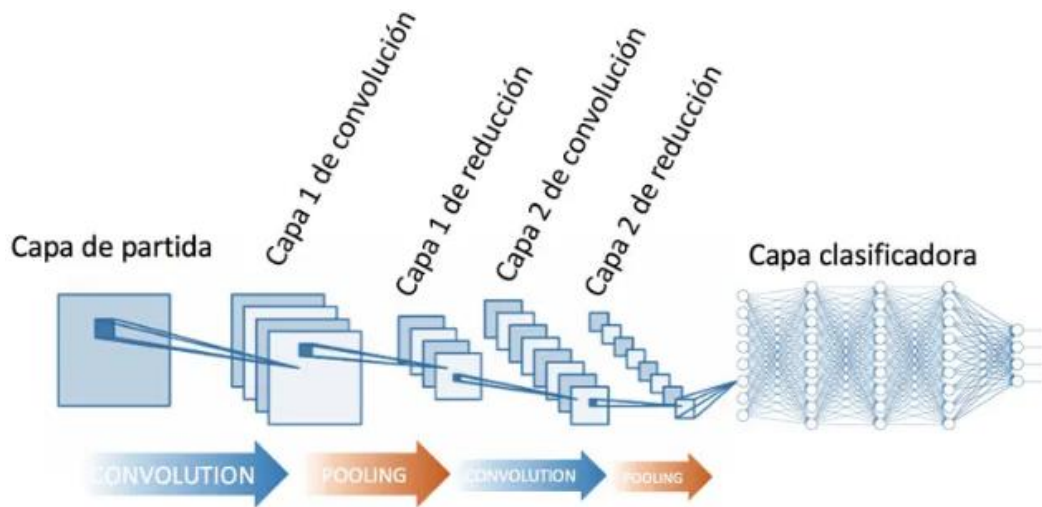 Capa de partida
Capa 1 de convolución
Capa 1 de reducción
Capa 2 de convolución
Capa 2 de reducción
Capa clasificadora
CONVOLUTION
POOLING
CONVOLUTION
POOLING